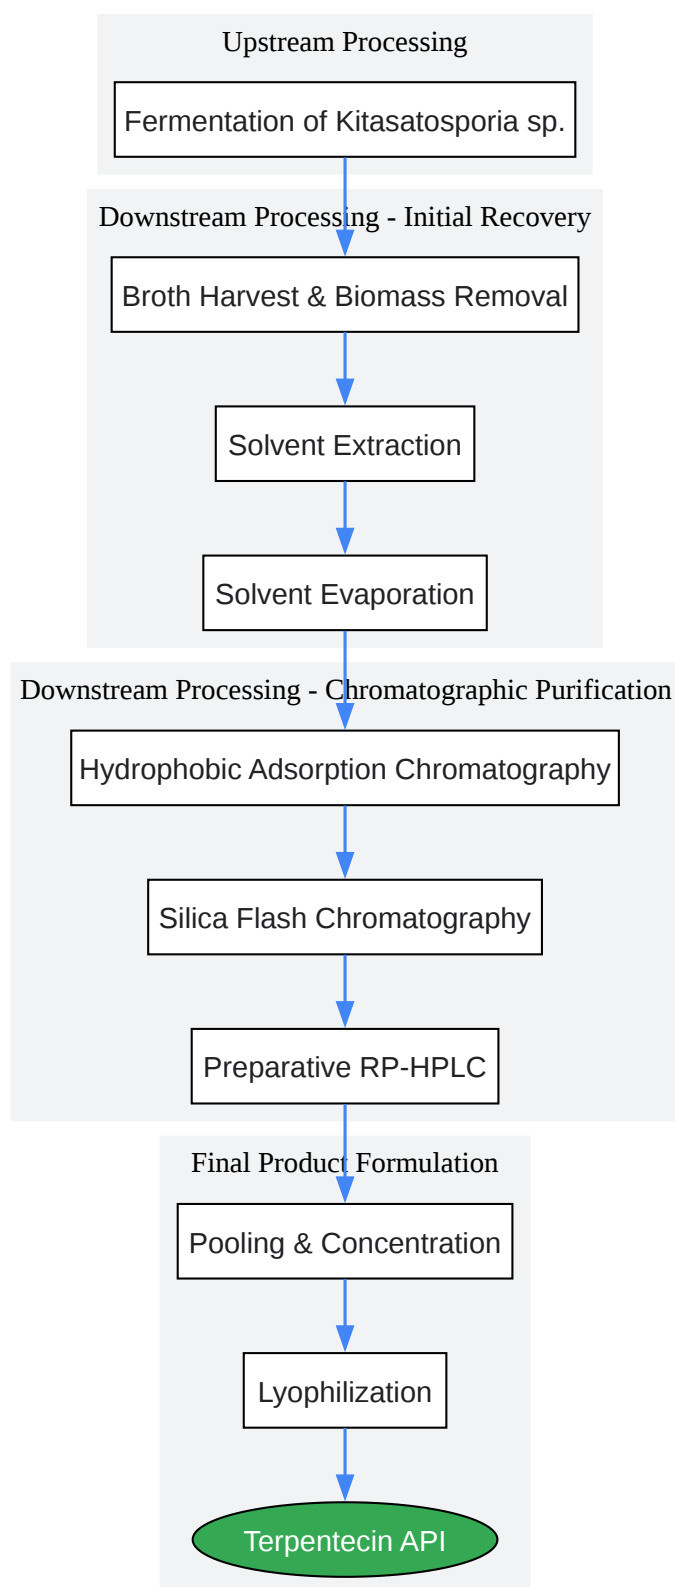 Upstream Processing
Fermentation of Kitasatosporia sp.
Downstream Processing - Initial Recovery
Broth Harvest & Biomass Removal
Solvent Extraction
Solvent Evaporation
Downstream Processing - Chromatographic Purification
Hydrophobic Adsorption Chromatography
Silica Flash Chromatography
Preparative RP-HPLC
Final Product Formulation
Pooling & Concentration
Lyophilization
Terpentecin API